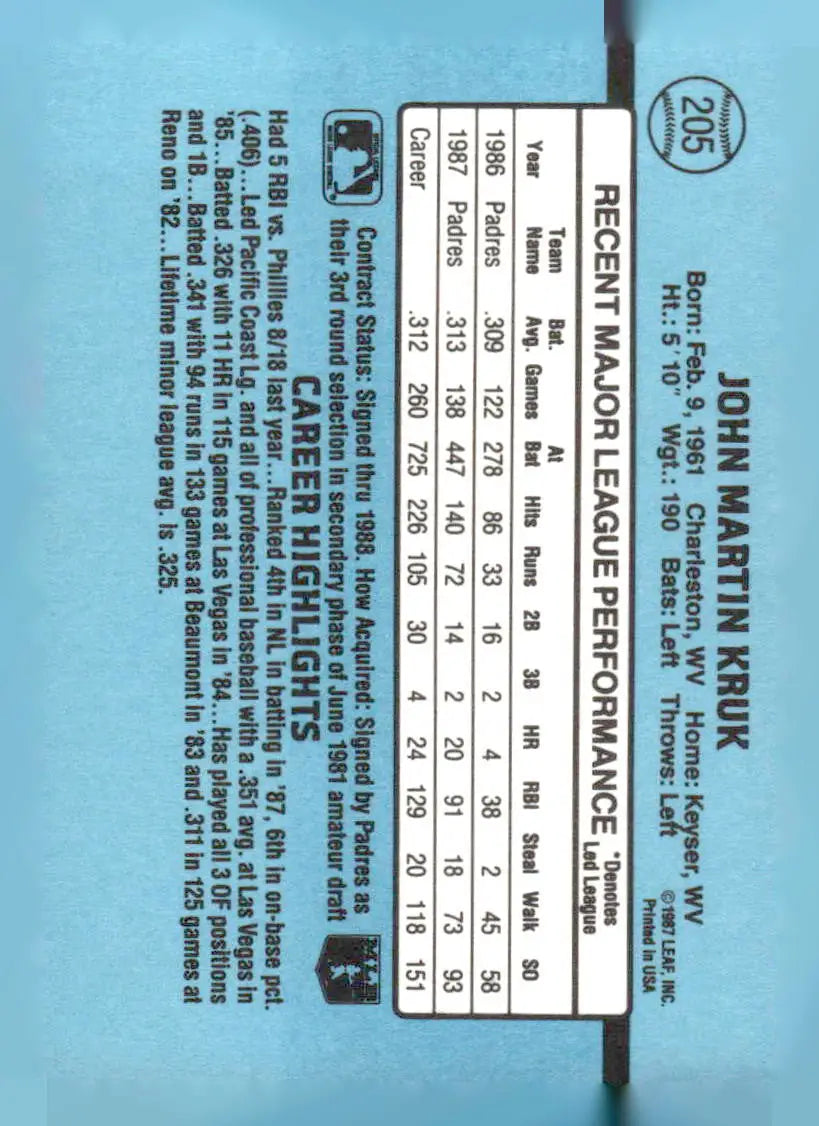 205
JOHN MARTIN KRUK
Born: Feb. 9, 1961 Charleston, WV Home: Keyser, WV
Ht.: 5'10" Wgt.: 190 Bats: Left Throws: Left
©1987 LEAF, INC.
Printed in USA
RECENT MAJOR LEAGUE PERFORMANCE *Denotes Led League
Year Team Name Bat. Avg. Games At Bat Hits Runs 2B 3B HR RBI Steal Walk SO
1986 Padres .309 122 278 86 33 16 2 4 38 2 45 58
1987 Padres .313 138 447 140 72 14 2 20 91 18 73 93
Career .312 260 725 226 105 30 4 24 129 20 118 151
Contract Status: Signed thru 1988. How Acquired: Signed by Padres as
their 3rd round selection in secondary phase of June 1981 amateur draft
CAREER HIGHLIGHTS
Had 5 RBI vs. Phillies 8/18 last year...Ranked 4th in NL in batting in '87, 6th in on-base pct.
(.406)...Led Pacific Coast Lg. and all of professional baseball with a .351 avg. at Las Vegas in
'85...Batted .326 with 11 HR in 115 games at Las Vegas in '84...Has played all 3 OF positions
and 1B...Batted .341 with 94 runs in 133 games at Beaumont in '83 and .311 in 125 games at
Reno on '82...Lifetime minor league avg. is .325.